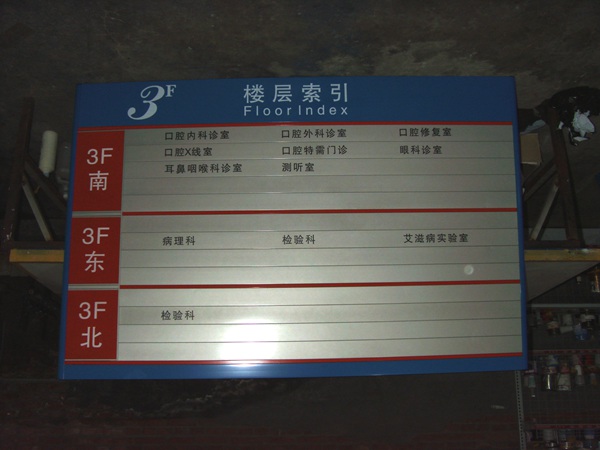 3F 楼层索引
FloorIndex
3F
南
口腔内科诊室 口腔外科诊室 口腔修复室
口腔X线室 口腔特需门诊 眼科诊室
耳鼻咽喉科诊室 测听室
3F
东
病理科 检验科 艾滋病实验室
3F
北
检验科